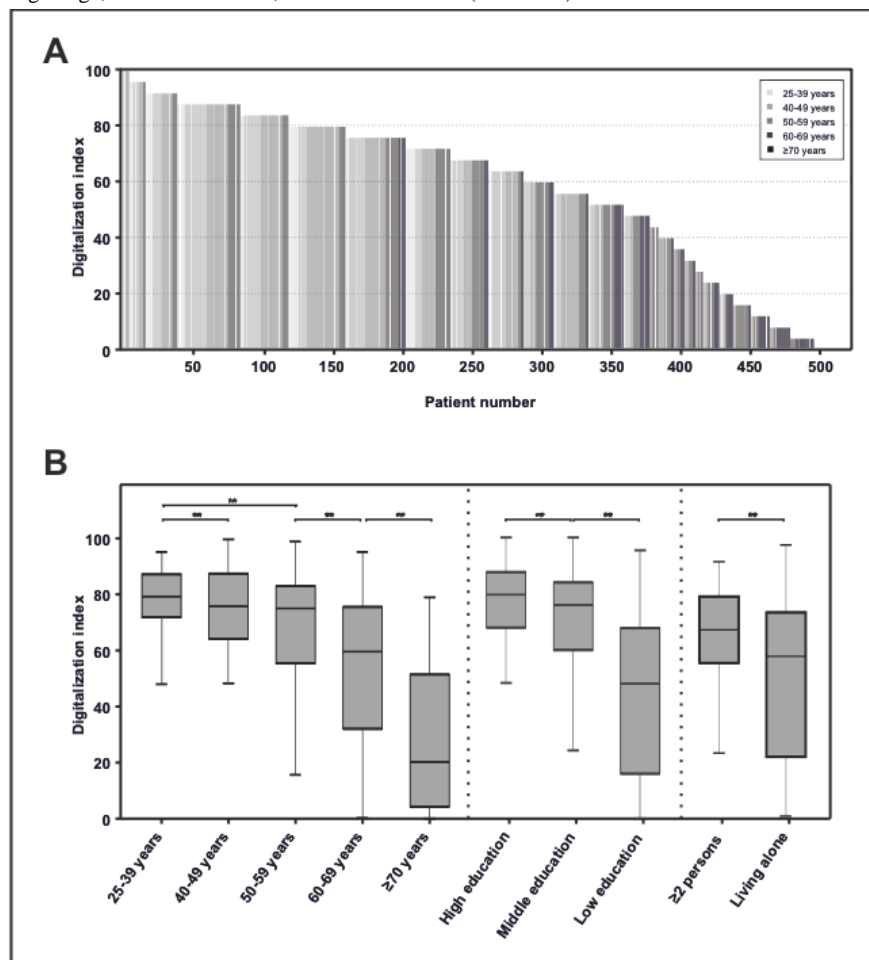 A
100
80
60
40
20
0
Digitalization index
25-39 years
40-49 years
50-59 years
60-69 years
≥70 years
50 100 150 200 250 300 350 400 450 500
Patient number
B
100
80
60
40
20
0
Digitalization index
25-39 years
40-49 years
50-59 years
60-69 years
≥70 years
High education
Middle education
Low education
≥2 persons
Living alone